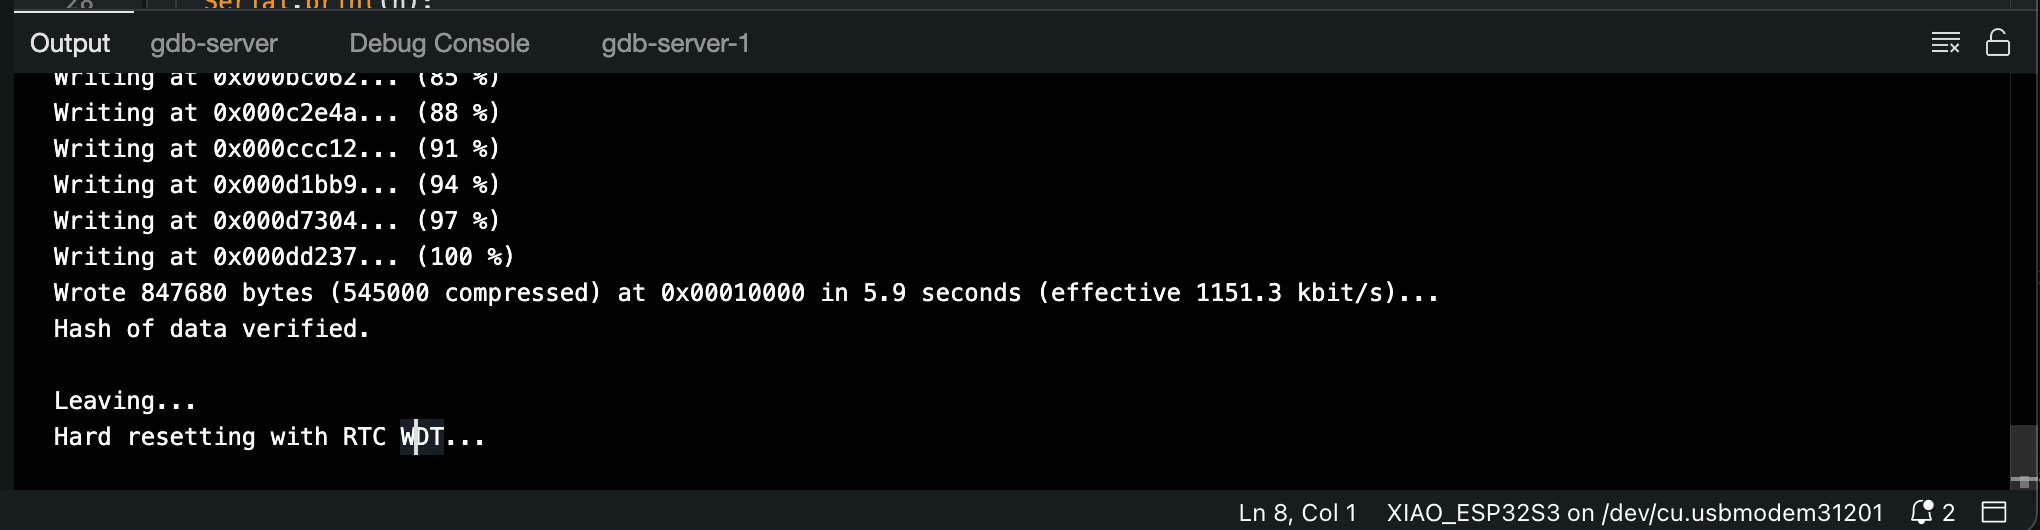 28 Serial.print(n);
Output gdb-server Debug Console gdb-server-1
Writing at 0x000bc062... (85 %)
Writing at 0x000c2e4a... (88 %)
Writing at 0x000ccc12... (91 %)
Writing at 0x000d1bb9... (94 %)
Writing at 0x000d7304... (97 %)
Writing at 0x000dd237... (100 %)
Wrote 847680 bytes (545000 compressed) at 0x00010000 in 5.9 seconds (effective 1151.3 kbit/s)...
Hash of data verified.
Leaving...
Hard resetting with RTC WDT...
Ln 8, Col 1 XIAO_ESP32S3 on /dev/cu.usbmodem31201 2